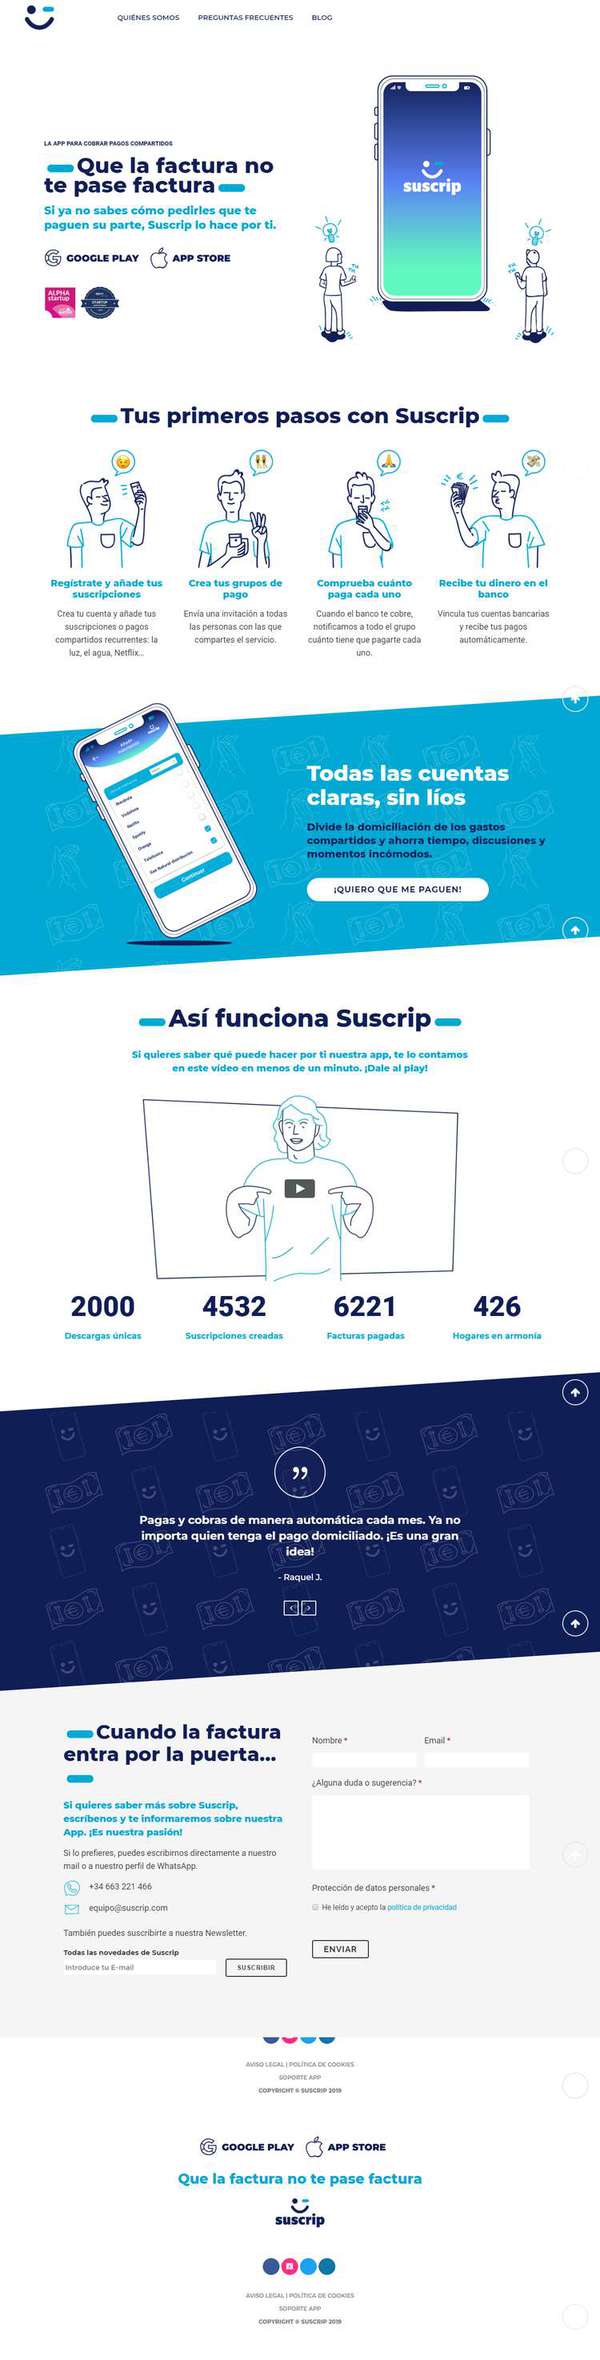 QUIÉNES SOMOS
PREGUNTAS FRECUENTES
BLOG
LA APP PARA COBRAR PAGOS COMPARTIDOS
Que la factura no
te pase factura
Si ya no sabes cómo pedirles que te
paguen su parte, Suscrip lo hace por ti.
GOOGLE PLAY
APP STORE
ALPHA
startup
STARTUP
suscrip
Tus primeros pasos con Suscrip
Regístrate y añade tus
suscripciones
Crea tu cuenta y añade tus
suscripciones o pagos
compartidos recurrentes: la
luz, el agua, Netflix...
Crea tus grupos de
pago
Envía una invitación a todas
las personas con las que
compartes el servicio.
Comprueba cuánto
paga cada uno
Cuando el banco te cobre,
notificamos a todo el grupo
cuánto tiene que pagarte cada
uno.
Recibe tu dinero en el
banco
Vincula tus cuentas bancarias
y recibe tus pagos
automáticamente.
Iberdrola
Vodafone
Netflix
Spotify
Orange
Telefónica
Gas Natural distribución
Continuar
Todas las cuentas
claras, sin líos
Divide la domiciliación de los gastos
compartidos y ahorra tiempo, discusiones y
momentos incómodos.
¡QUIERO QUE ME PAGUEN!
Así funciona Suscrip
Si quieres saber qué puede hacer por ti nuestra app, te lo contamos
en este vídeo en menos de un minuto. ¡Dale al play!
2000
Descargas únicas
4532
Suscripciones creadas
6221
Facturas pagadas
426
Hogares en armonía
Pagas y cobras de manera automática cada mes. Ya no
importa quien tenga el pago domiciliado. ¡Es una gran
idea!
- Raquel J.
Cuando la factura
entra por la puerta...
Si quieres saber más sobre Suscrip,
escríbenos y te informaremos sobre nuestra
App. ¡Es nuestra pasión!
Si lo prefieres, puedes escribirnos directamente a nuestro
mail o a nuestro perfil de WhatsApp.
+34 663 221 466
equipo@suscrip.com
También puedes suscribirte a nuestra Newsletter.
Todas las novedades de Suscrip
Introduce tu E-mail
SUSCRIBIR
Nombre *
Email *
¿Alguna duda o sugerencia? *
Protección de datos personales *
He leído y acepto la política de privacidad
ENVIAR
AVISO LEGAL | POLÍTICA DE COOKIES
SOPORTE APP
COPYRIGHT © SUSCRIP 2019
GOOGLE PLAY
APP STORE
Que la factura no te pase factura
suscrip
AVISO LEGAL | POLÍTICA DE COOKIES
SOPORTE APP
COPYRIGHT © SUSCRIP 2019